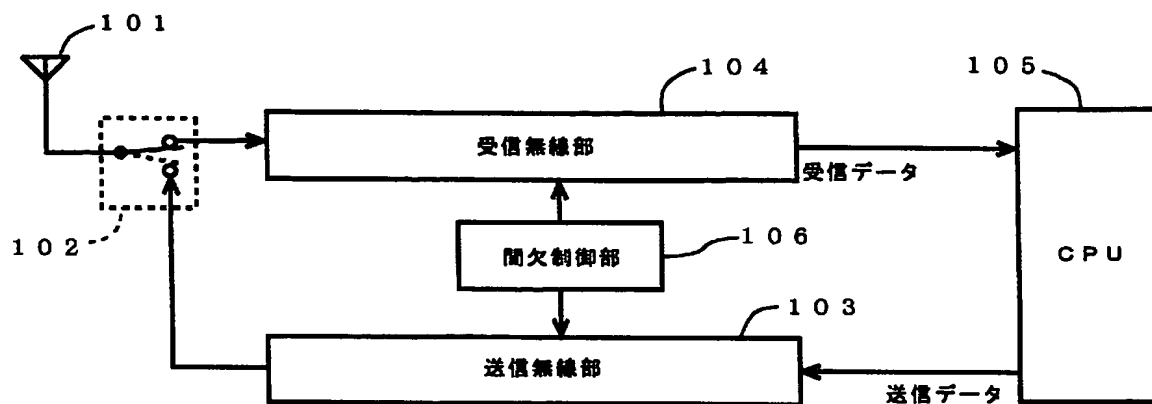 １０１
１０４
１０５
受信無線部
受信データ
１０２
間欠制御部
１０６
ＣＰＵ
１０３
送信無線部
送信データ